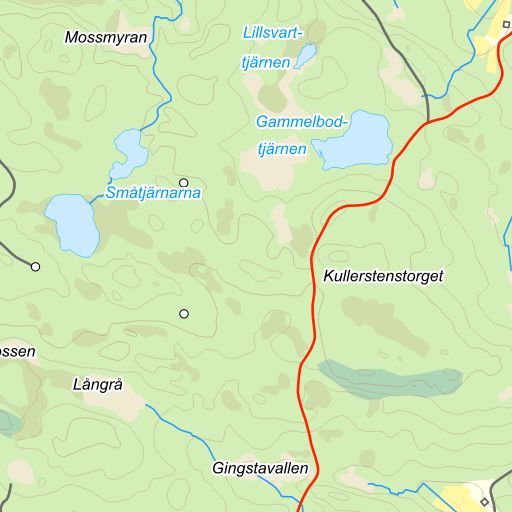 Mossmyran
Lillsvart-
tjärnen
Gammelbod-
tjärnen
Småtjärnarna
Kullerstenstorget
ossen
Långrå
Gingstavallen